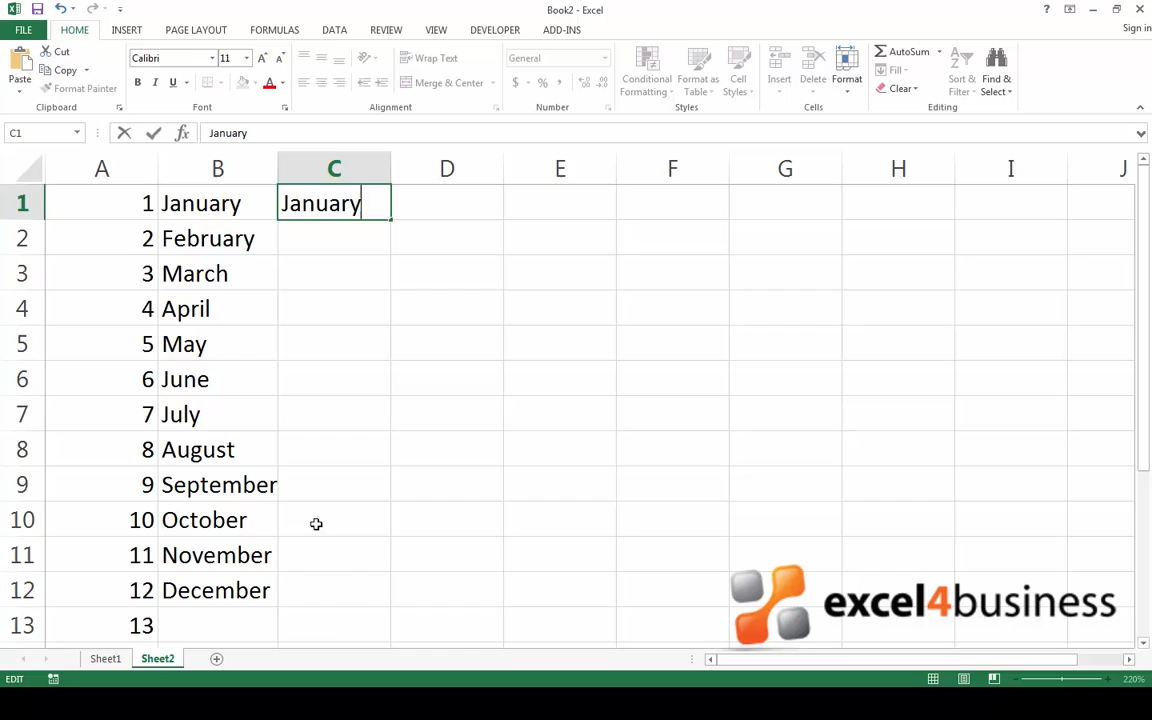 Book2 - Excel
?
FILE HOME INSERT PAGE LAYOUT FORMULAS DATA REVIEW VIEW DEVELOPER ADD-INS Sign in
Paste
Cut
Copy
Format Painter
Clipboard
Calibri 11 A A
B I U A
Font
Wrap Text
Merge & Center
Alignment
General
$ % ,
Number
Conditional Formatting
Format as Table
Cell Styles
Styles
Insert Delete Format
Cells
AutoSum
Fill
Clear
Sort & Filter
Find & Select
Editing
C1 fx January
A B C D E F G H I J
1 1 January January
2 2 February
3 3 March
4 4 April
5 5 May
6 6 June
7 7 July
8 8 August
9 9 September
10 10 October
11 11 November
12 12 December
13 13
excel4business
Sheet1 Sheet2
EDIT 220%